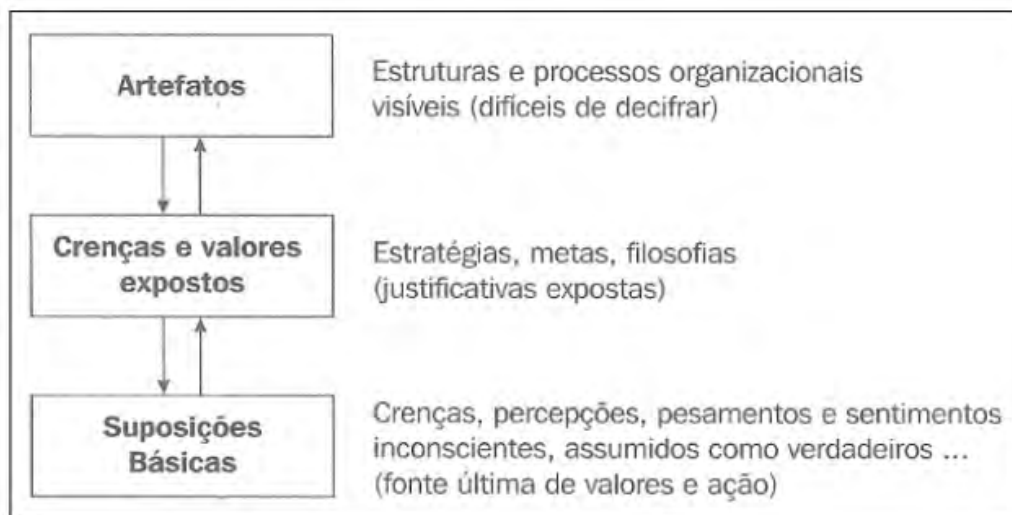 Artefatos
Estruturas e processos organizacionais
visíveis (difíceis de decifrar)
Crenças e valores
expostos
Estratégias, metas, filosofias
(justificativas expostas)
Suposições
Básicas
Crenças, percepções, pesamentos e sentimentos
inconscientes, assumidos como verdadeiros ...
(fonte última de valores e ação)